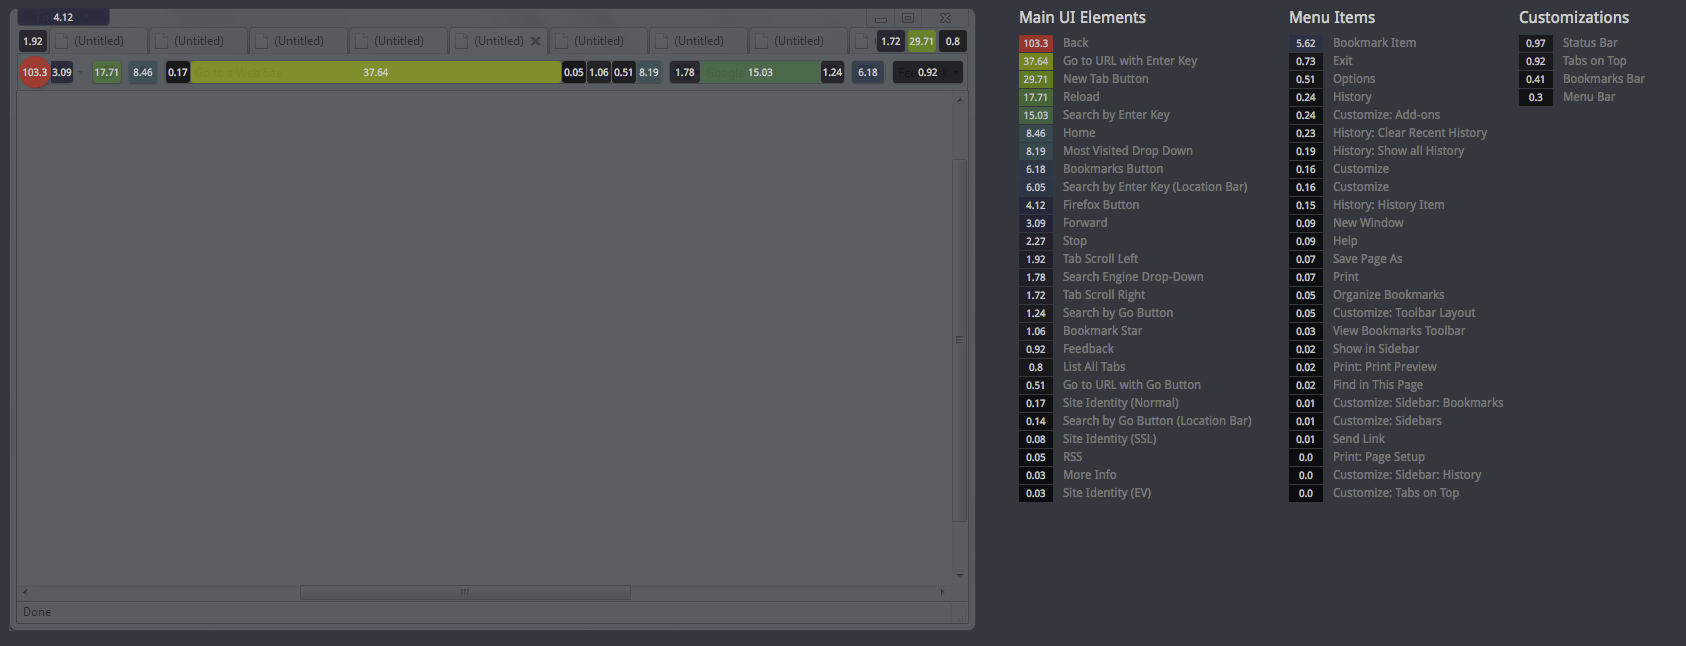 4.12
1.92 (Untitled) (Untitled) (Untitled) (Untitled) (Untitled) (Untitled) (Untitled) (Untitled) 1.72 29.71 0.8
103.3 3.09 17.71 8.46 0.17 Go to a Web Site 37.64 0.05 1.06 0.51 8.19 1.78 15.03 1.24 6.18 0.92
Done
Main UI Elements
103.3 Back
37.64 Go to URL with Enter Key
29.71 New Tab Button
17.71 Reload
15.03 Search by Enter Key
8.46 Home
8.19 Most Visited Drop Down
6.18 Bookmarks Button
6.05 Search by Enter Key (Location Bar)
4.12 Firefox Button
3.09 Forward
2.27 Stop
1.92 Tab Scroll Left
1.78 Search Engine Drop-Down
1.72 Tab Scroll Right
1.24 Search by Go Button
1.06 Bookmark Star
0.92 Feedback
0.8 List All Tabs
0.51 Go to URL with Go Button
0.17 Site Identity (Normal)
0.14 Search by Go Button (Location Bar)
0.08 Site Identity (SSL)
0.05 RSS
0.03 More Info
0.03 Site Identity (EV)
Menu Items
5.62 Bookmark Item
0.73 Exit
0.51 Options
0.24 History
0.24 Customize: Add-ons
0.23 History: Clear Recent History
0.19 History: Show all History
0.16 Customize
0.16 Customize
0.15 History: History Item
0.09 New Window
0.09 Help
0.07 Save Page As
0.07 Print
0.05 Organize Bookmarks
0.05 Customize: Toolbar Layout
0.03 View Bookmarks Toolbar
0.02 Show in Sidebar
0.02 Print: Print Preview
0.02 Find in This Page
0.01 Customize: Sidebar: Bookmarks
0.01 Customize: Sidebars
0.01 Send Link
0.0 Print: Page Setup
0.0 Customize: Sidebar: History
0.0 Customize: Tabs on Top
Customizations
0.97 Status Bar
0.92 Tabs on Top
0.41 Bookmarks Bar
0.3 Menu Bar